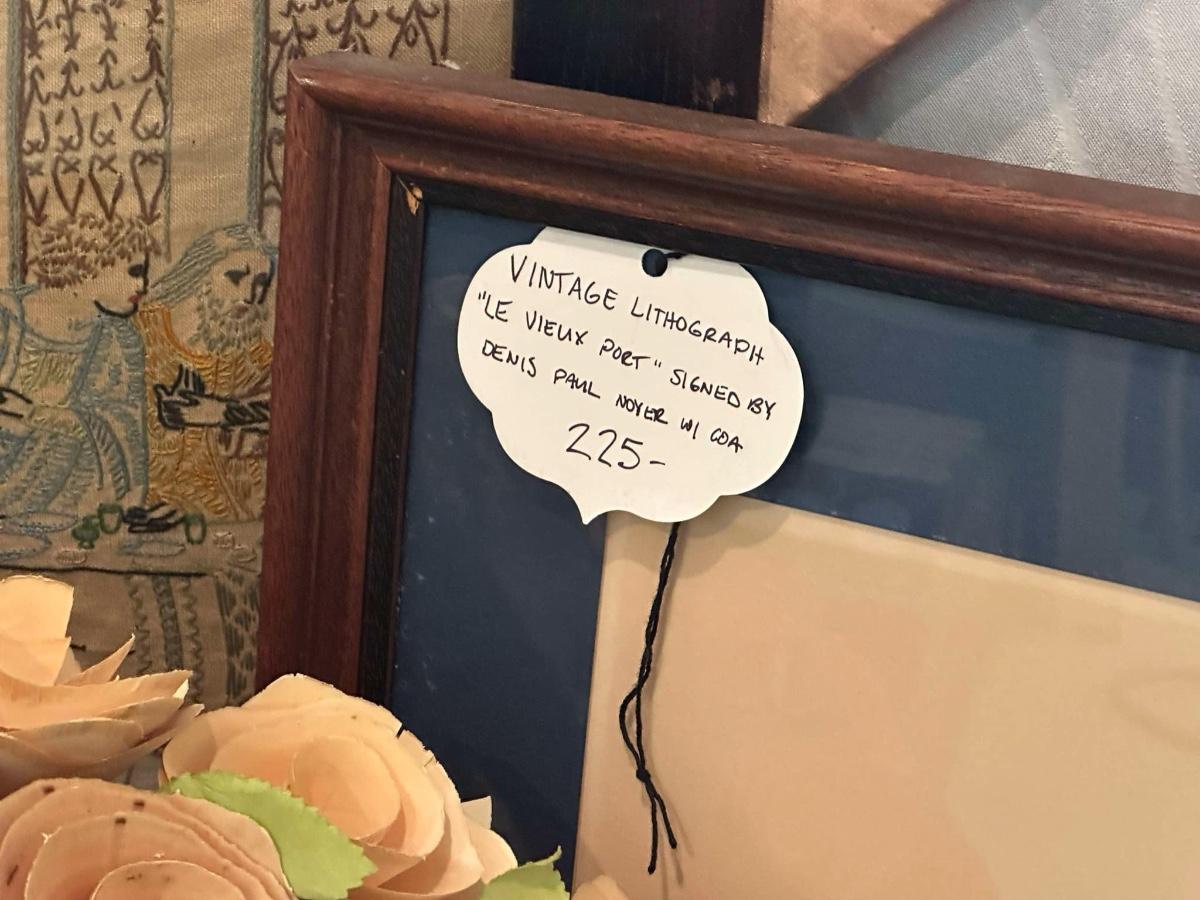 VINTAGE LITHOGRAPH
"LE VIEUX PORT" SIGNED BY
DENIS PAUL NOYER W/ COA
225-